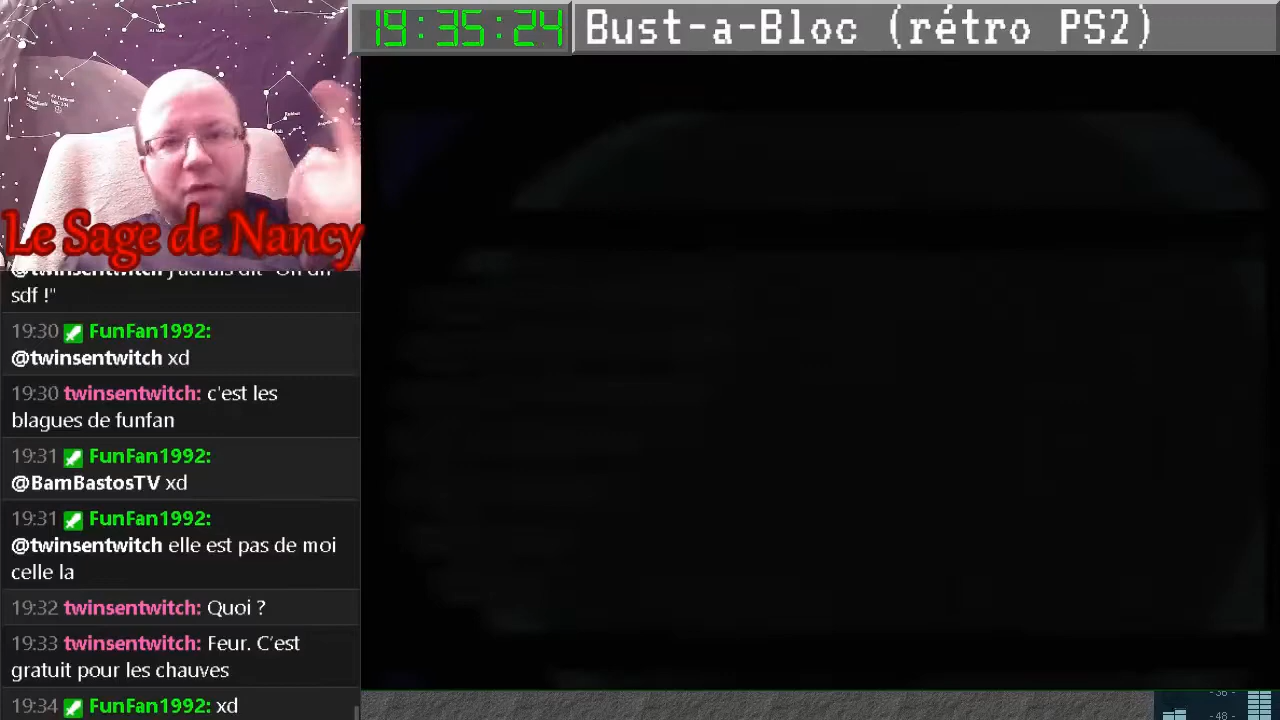 19:35:24
Bust-a-Bloc (rétro PS2)
Le Sage de Nancy
sdf !"
19:30 FunFan1992:
@twinsentwitch xd
19:30 twinsentwitch: c'est les
blagues de funfan
19:31 FunFan1992:
@BamBastosTV xd
19:31 FunFan1992:
@twinsentwitch elle est pas de moi
celle la
19:32 twinsentwitch: Quoi ?
19:33 twinsentwitch: Feur. C'est
gratuit pour les chauves
19:34 FunFan1992: xd
-48-